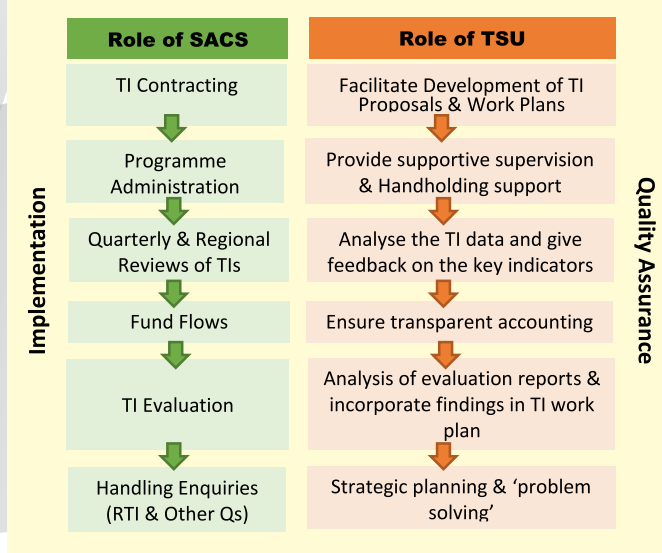 Role of SACS
Role of TSU
Implementation
TI Contracting
Facilitate Development of TI
Proposals & Work Plans
Programme
Administration
Provide supportive supervision
& Handholding support
Quarterly & Regional
Reviews of TIs
Analyse the TI data and give
feedback on the key indicators
Fund Flows
Ensure transparent accounting
TI Evaluation
Analysis of evaluation reports &
incorporate findings in TI work
plan
Handling Enquiries
(RTI & Other Qs)
Strategic planning & ‘problem
solving’
Quality Assurance